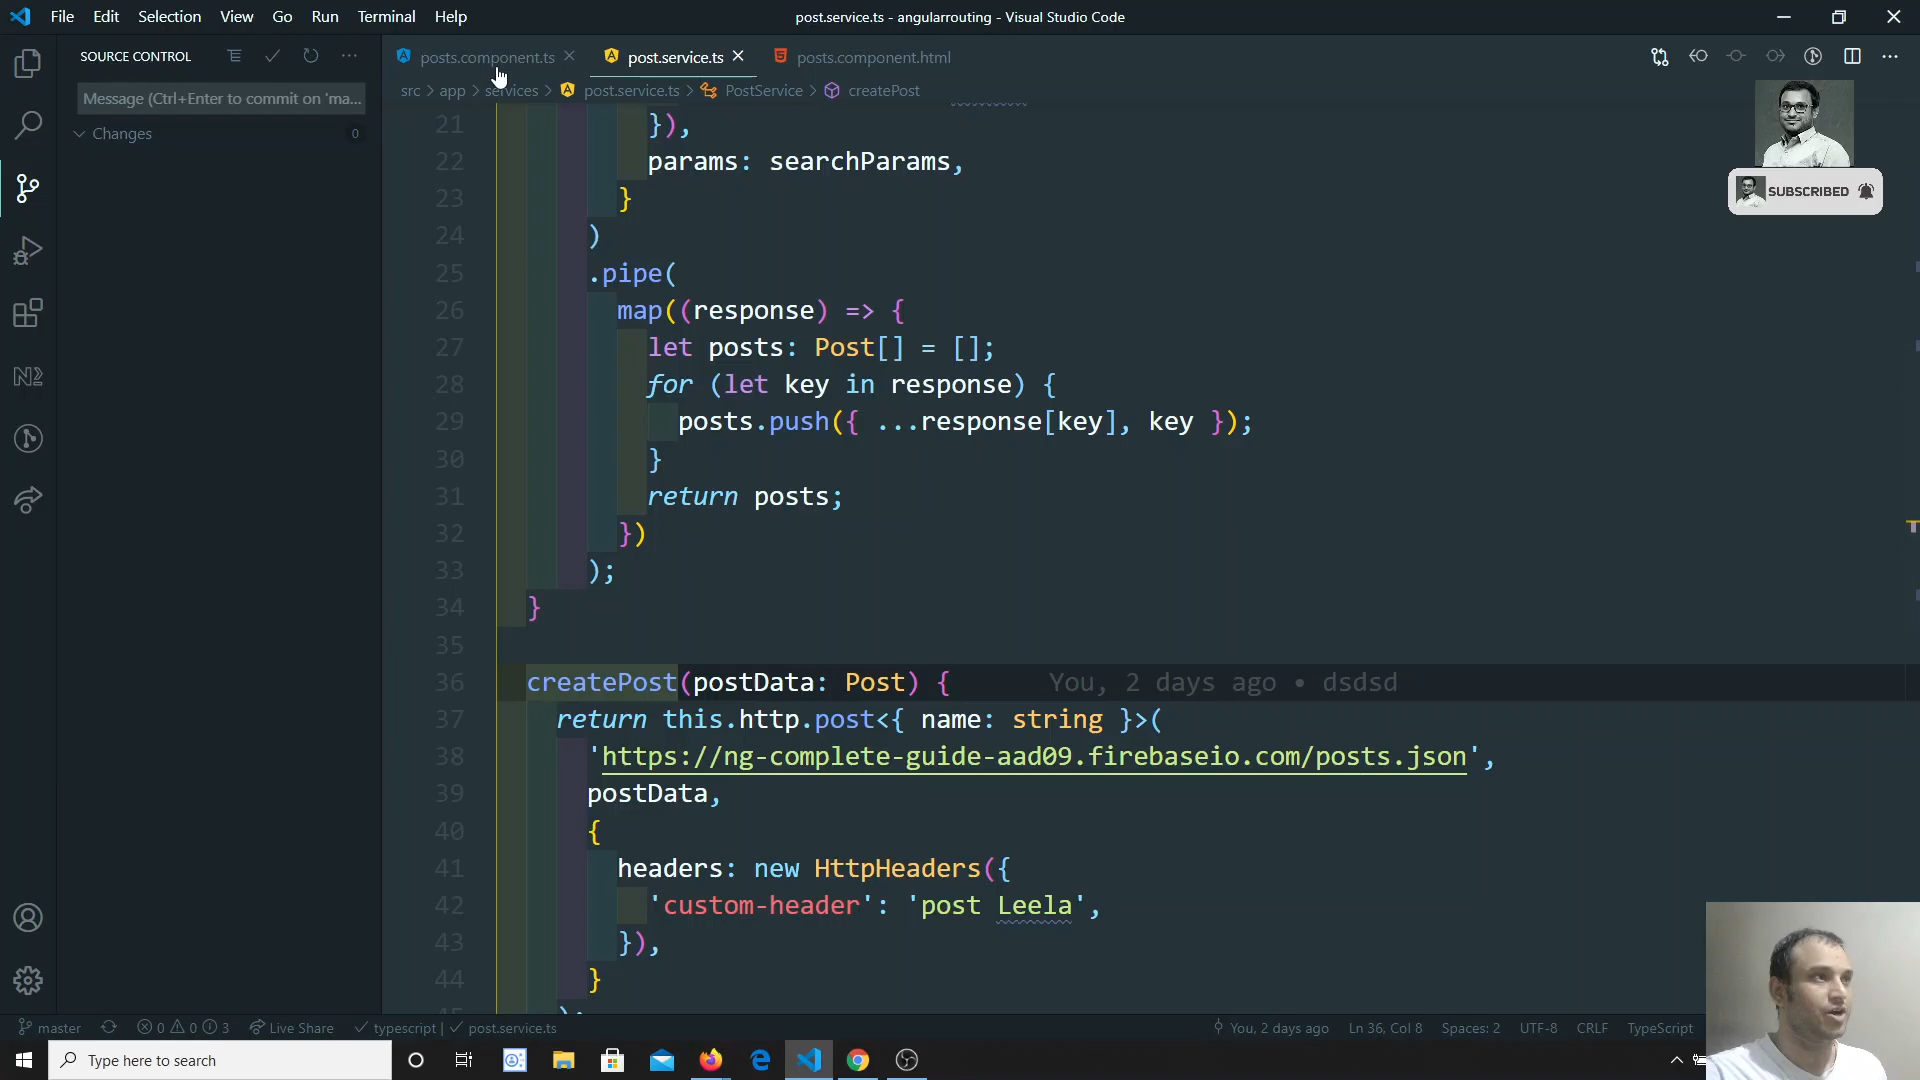 File Edit Selection View Go Run Terminal Help
post.service.ts - angularrouting - Visual Studio Code
SOURCE CONTROL
posts.component.ts
post.service.ts
posts.component.html
src > app > services > post.service.ts > PostService > createPost
Message (Ctrl+Enter to commit on 'ma...
Changes 0
SUBSCRIBED
21 }),
22 params: searchParams,
23 }
24 )
25 .pipe(
26 map((response) => {
27 let posts: Post[] = [];
28 for (let key in response) {
29 posts.push({ ...response[key], key });
30 }
31 return posts;
32 })
33 );
34 }
35
36 createPost(postData: Post) { You, 2 days ago • dsdsd
37 return this.http.post<{ name: string }>(
38 'https://ng-complete-guide-aad09.firebaseio.com/posts.json',
39 postData,
40 {
41 headers: new HttpHeaders({
42 'custom-header': 'post Leela',
43 }),
44 }
master 0 0 3 Live Share typescript | post.service.ts You, 2 days ago Ln 36, Col 8 Spaces: 2 UTF-8 CRLF TypeScript
Type here to search